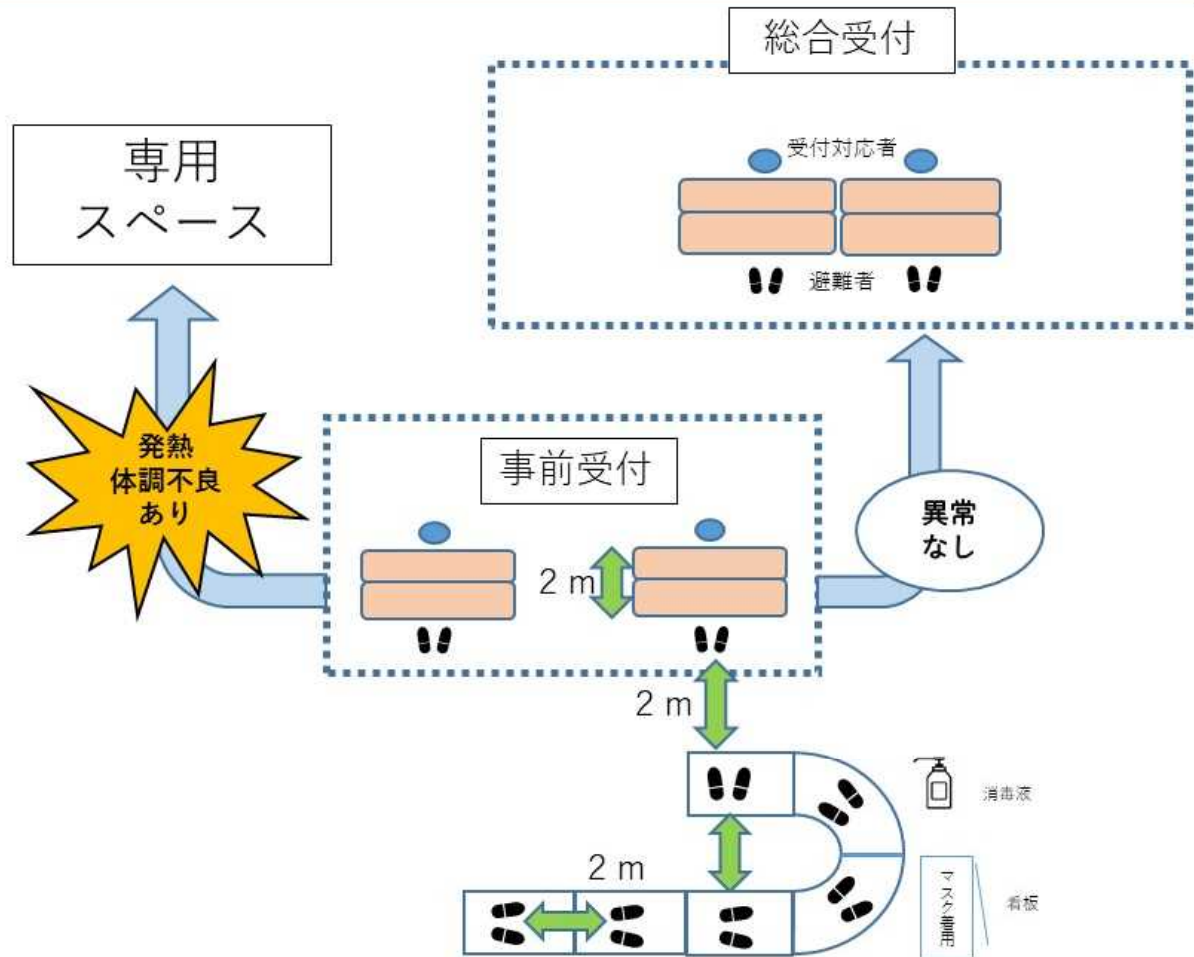 総合受付
専用
スペース
受付対応者
避難者
発熱
体調不良
あり
事前受付
異常
なし
2 m
2 m
消毒液
2 m
マスク着用
看板